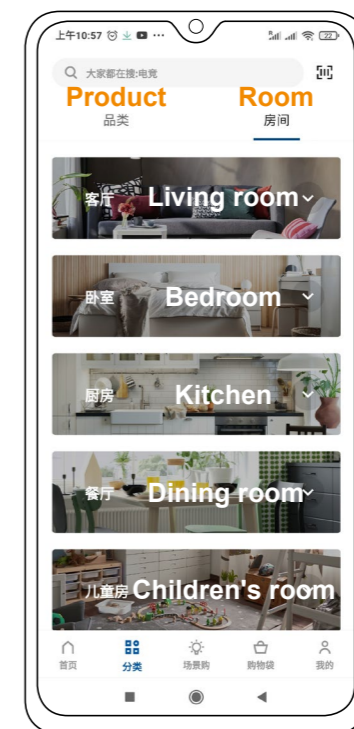 上午10:57
22
大家都在搜:电竞
Product Room
品类 房间
客厅 Living room
卧室 Bedroom
厨房 Kitchen
餐厅 Dining room
儿童房 Children's room
首页 分类 场景购 购物袋 我的